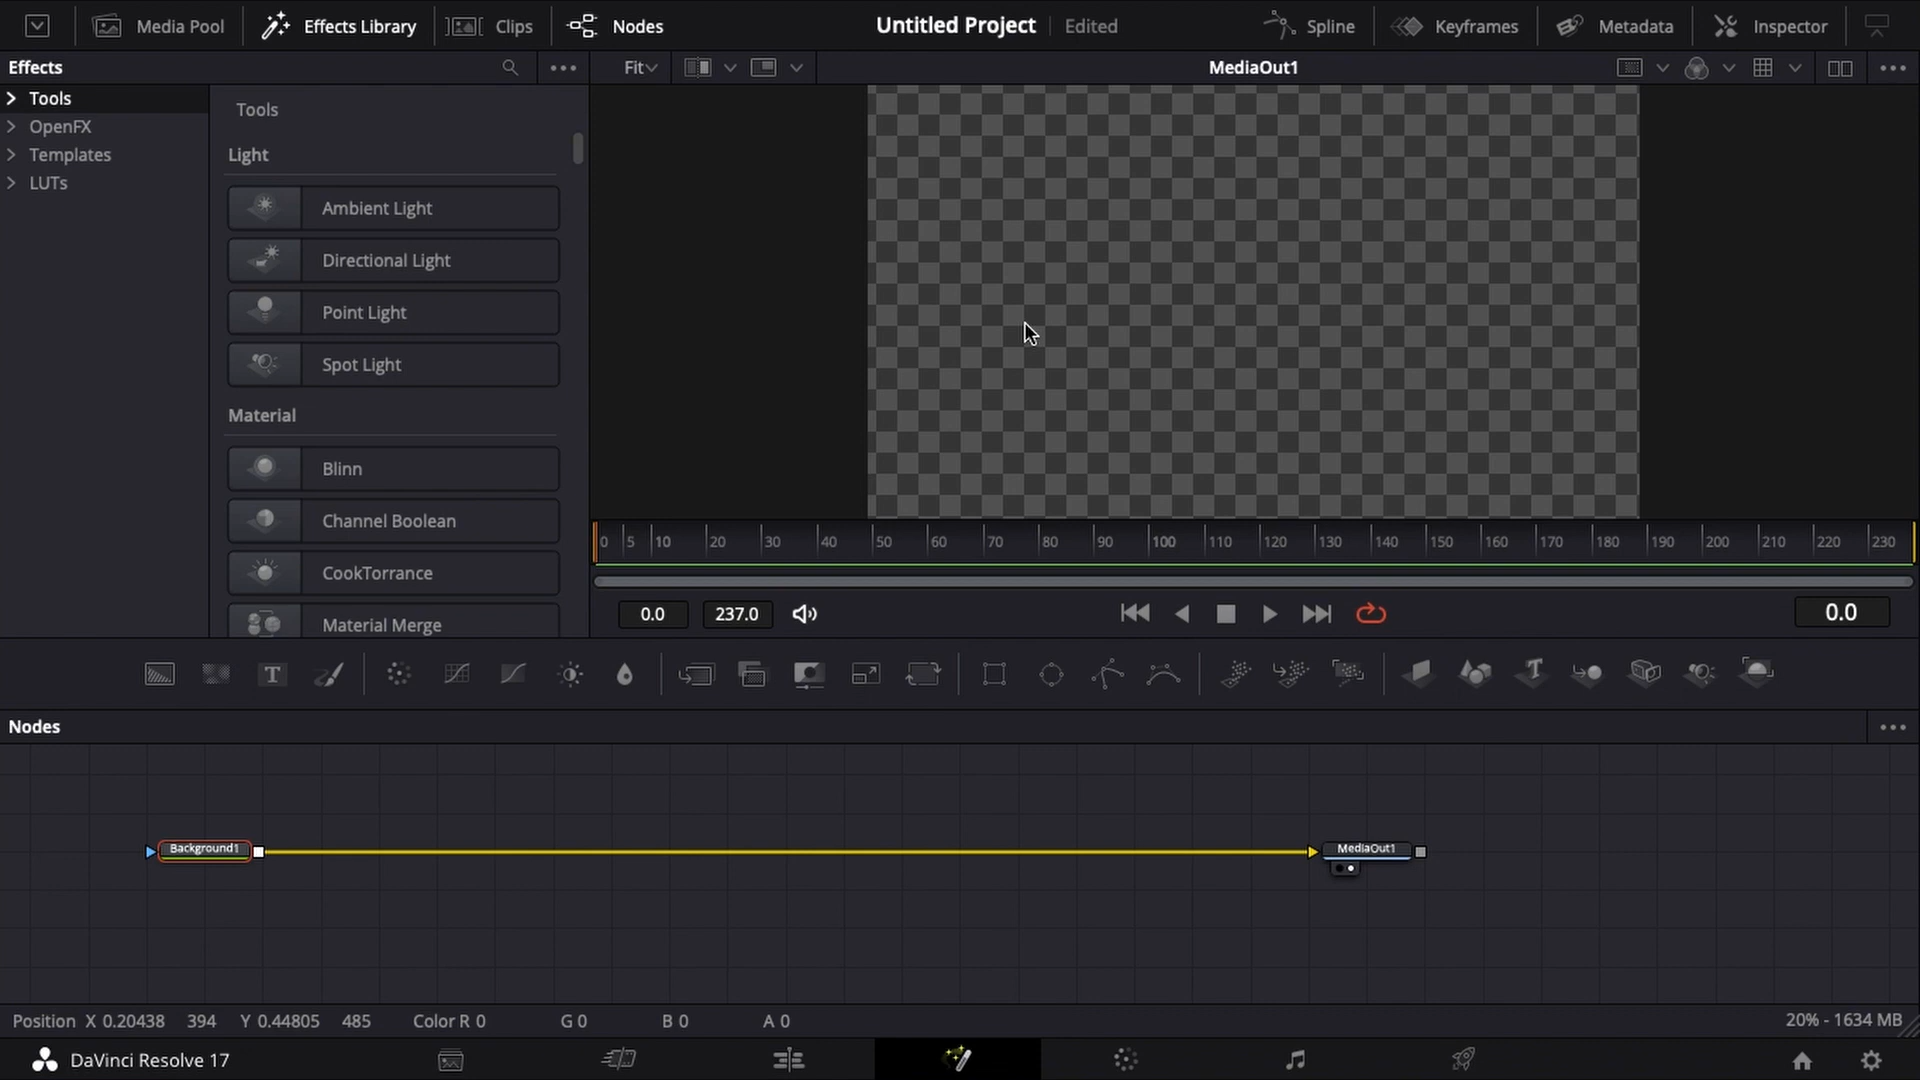 Media Pool
Effects Library
Clips
Nodes
Untitled Project
Edited
Spline
Keyframes
Metadata
Inspector
Effects
Fit
MediaOut1
Tools
OpenFX
Templates
LUTs
Tools
Light
Ambient Light
Directional Light
Point Light
Spot Light
Material
Blinn
Channel Boolean
CookTorrance
Material Merge
0 5 10 20 30 40 50 60 70 80 90 100 110 120 130 140 150 160 170 180 190 200 210 220 230
0.0
237.0
0.0
T
T
Nodes
Background1
MediaOut1
Position X 0.20438 394 Y 0.44805 485 Color R 0 G 0 B 0 A 0
20% - 1634 MB
DaVinci Resolve 17